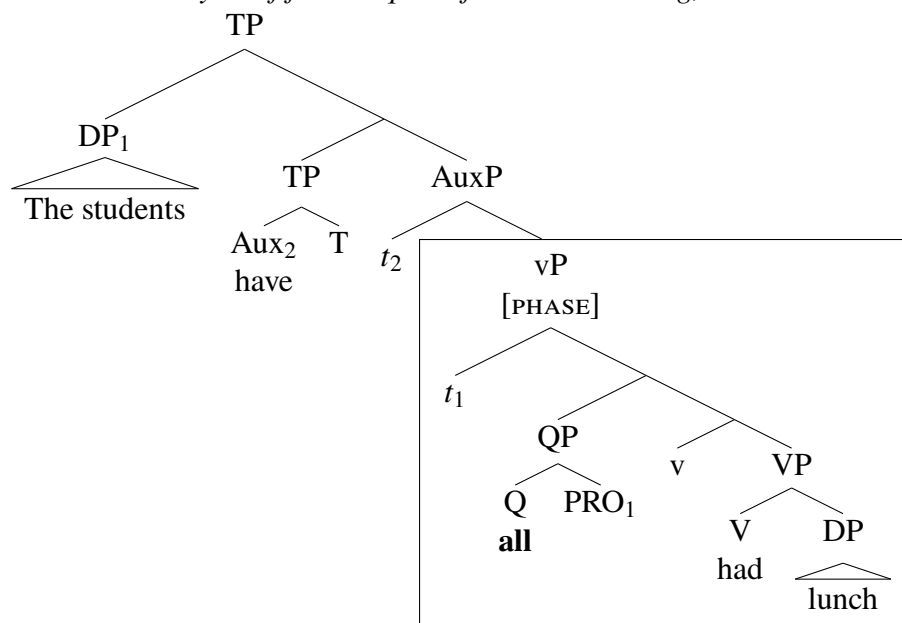 TP
DP₁
The students
TP AuxP
Aux₂ T t₂
have
vP
[PHASE]
t₁
QP v VP
Q PRO₁ V DP
all had
lunch